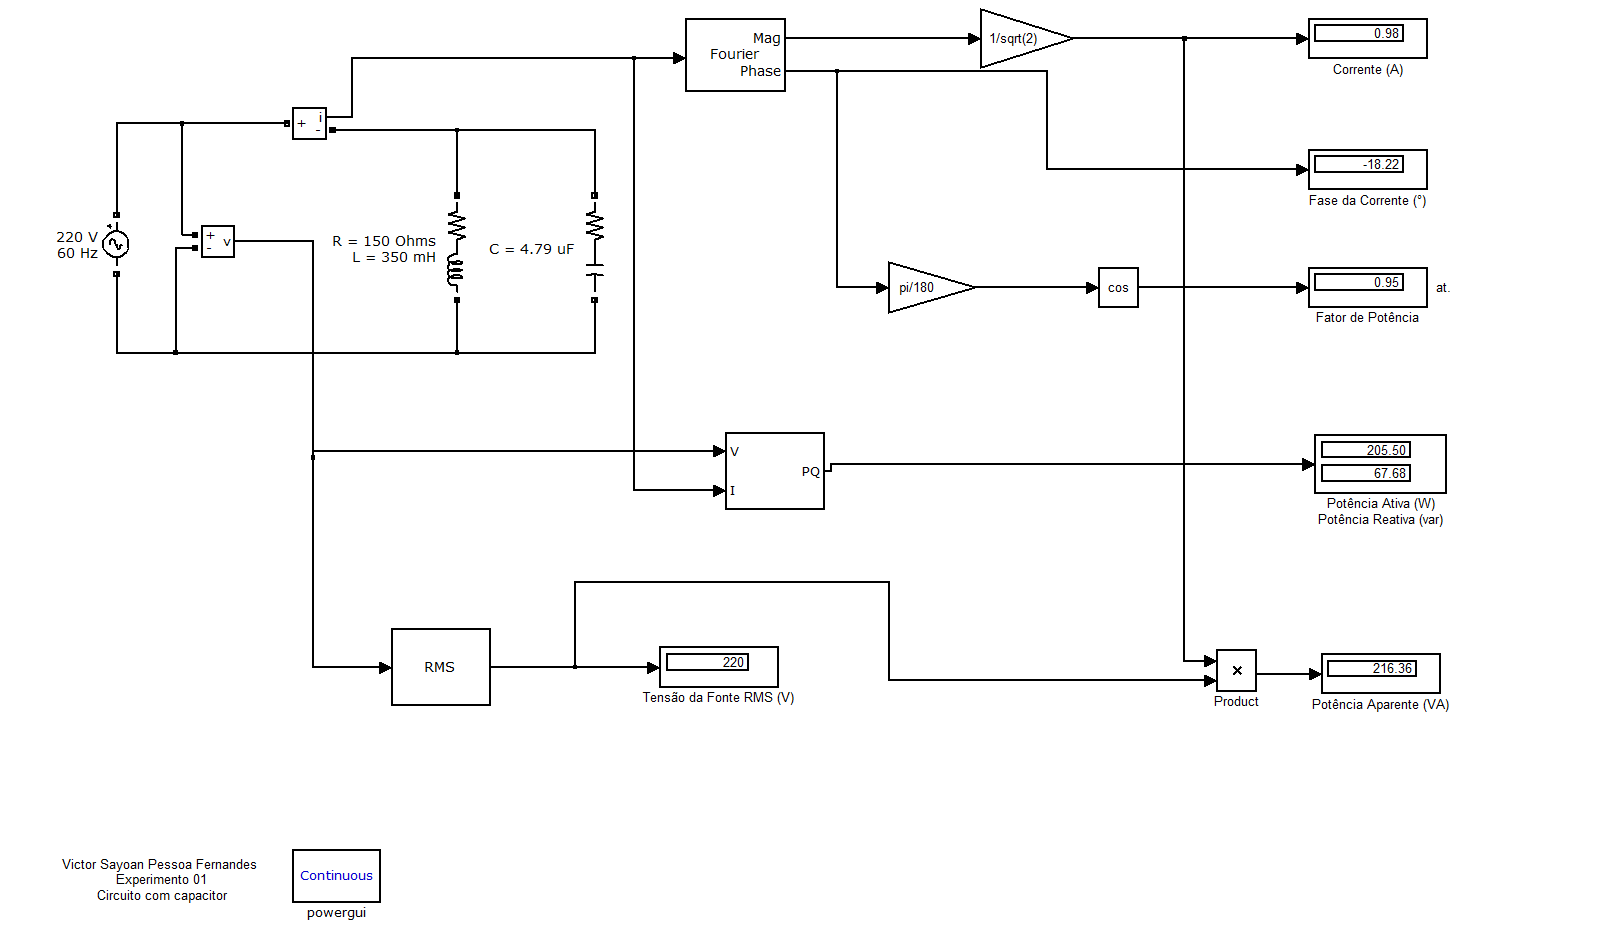 Mag
Fourier
Phase
1/sqrt(2)
0.98
Corrente (A)
i
+
-
-18.22
Fase da Corrente (°)
220 V
60 Hz
+
-
v
R = 150 Ohms
L = 350 mH
C = 4.79 uF
pi/180
cos
0.95
at.
Fator de Potência
V
PQ
I
205.50
67.68
Potência Ativa (W)
Potência Reativa (var)
RMS
220
Tensão da Fonte RMS (V)
×
Product
216.36
Potência Aparente (VA)
Victor Sayoan Pessoa Fernandes
Experimento 01
Circuito com capacitor
Continuous
powergui